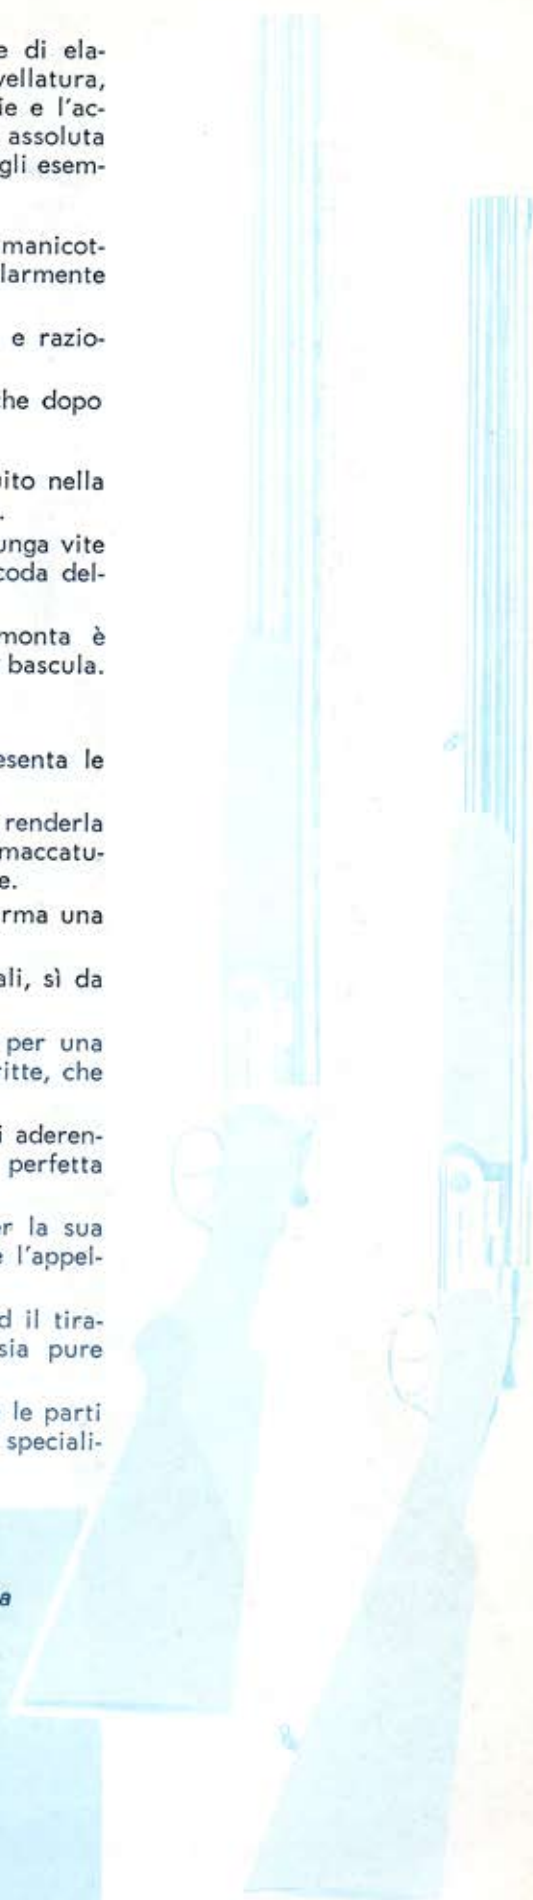 e di ela-
vellatura,
ie e l'ac-
assoluta
gli esem-
manicot-
larmente
e razio-
he dopo
ito nella
.
unga vite
coda del-
monta è
bascula.
esenta le
renderla
maccatu-
e.
rma una
ali, sì da
per una
ritte, che
i aderen-
perfetta
er la sua
e l'appel-
d il tira-
sia pure
le parti
speciali-
a